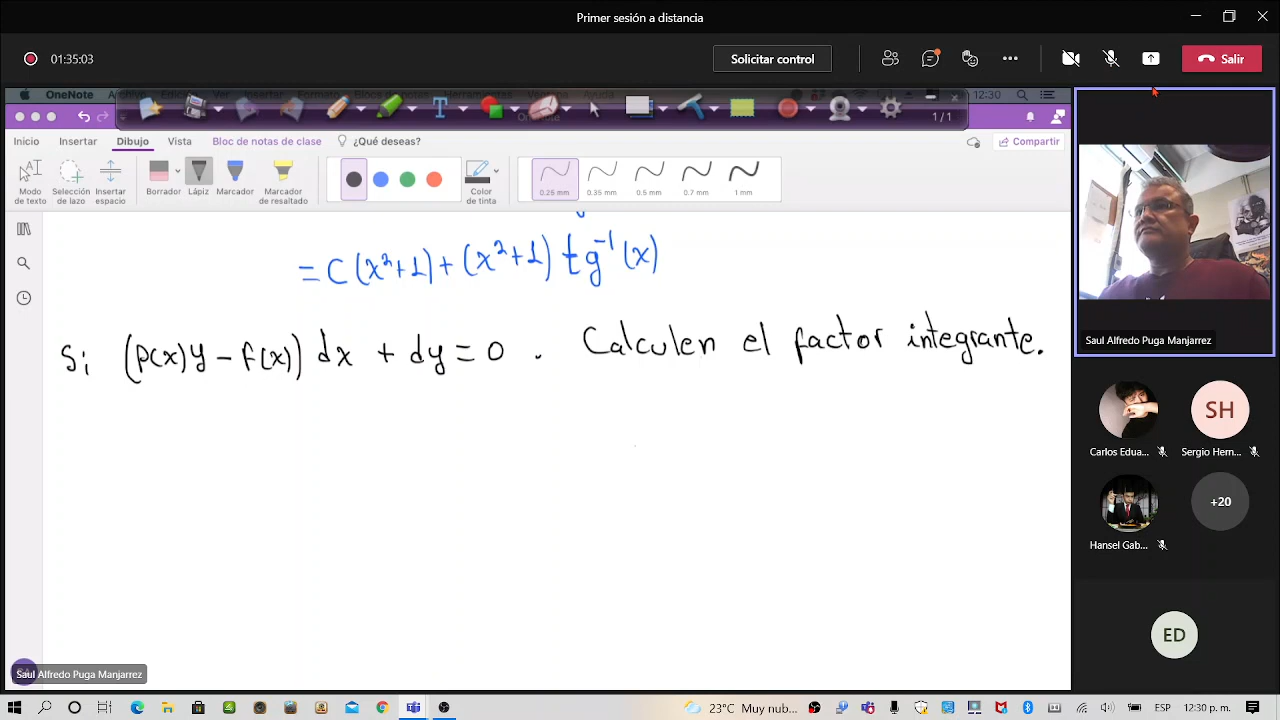 Primer sesión a distancia
01:35:03
Solicitar control
Salir
OneNote
12:30
1 / 1
Inicio Insertar Dibujo Vista Bloc de notas de clase ¿Qué deseas?
Compartir
Modo de texto
Selección de lazo
Insertar espacio
Borrador
Lápiz
Marcador
Marcador de resaltado
Color de tinta
0.25 mm
0.35 mm
0.5 mm
0.7 mm
1 mm
= C(x²+1)+(x²+1) tg⁻¹(x)
Si (p(x)y - f(x)) dx + dy = 0 . Calculen el factor integrante.
Saul Alfredo Puga Manjarrez
Saul Alfredo Puga Manjarrez
SH
Carlos Edua...
Sergio Hern...
+20
Hansel Gab...
ED
23°C Muy nub...
ESP
12:30 p. m.